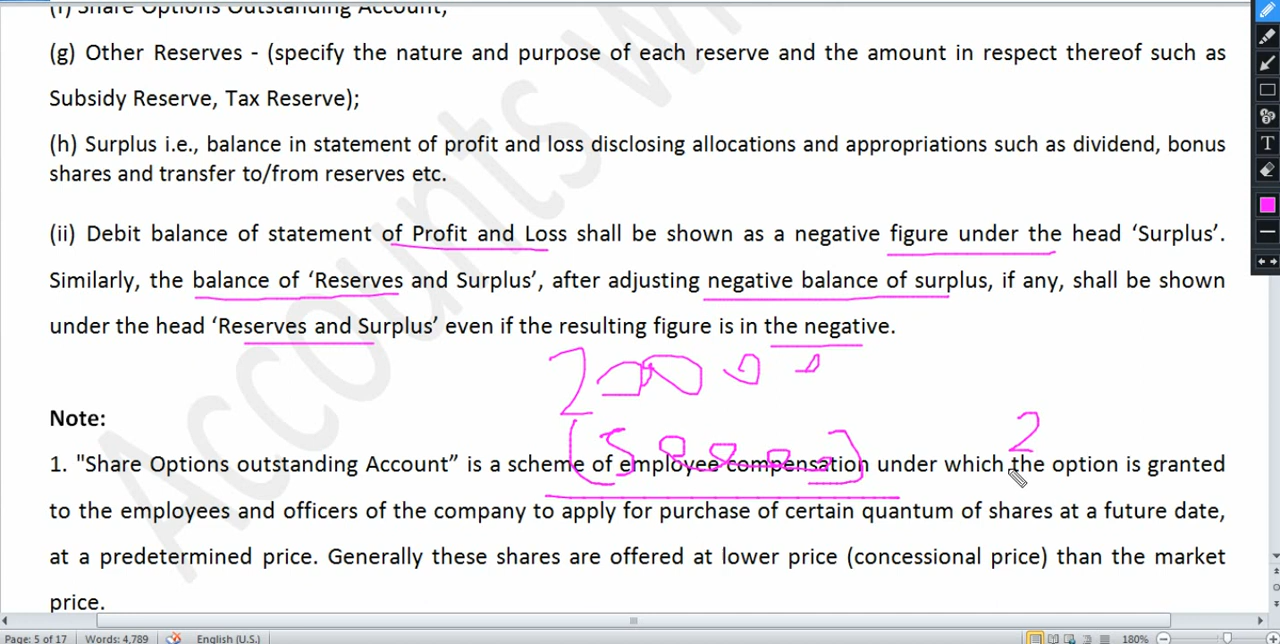 (f) Share Options Outstanding Account;
(g) Other Reserves - (specify the nature and purpose of each reserve and the amount in respect thereof such as
Subsidy Reserve, Tax Reserve);
(h) Surplus i.e., balance in statement of profit and loss disclosing allocations and appropriations such as dividend, bonus
shares and transfer to/from reserves etc.
(ii) Debit balance of statement of Profit and Loss shall be shown as a negative figure under the head ‘Surplus’.
Similarly, the balance of ‘Reserves and Surplus’, after adjusting negative balance of surplus, if any, shall be shown
under the head ‘Reserves and Surplus’ even if the resulting figure is in the negative.
Note:
2
1. "Share Options outstanding Account” is a scheme of employee compensation under which the option is granted
to the employees and officers of the company to apply for purchase of certain quantum of shares at a future date,
at a predetermined price. Generally these shares are offered at lower price (concessional price) than the market
price.
Page: 5 of 17 Words: 4,789 English (U.S.) 180%
Accounts